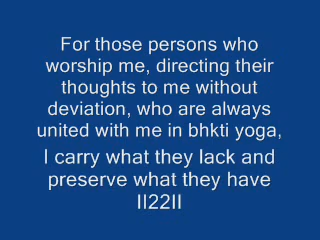 For those persons who
worship me, directing their
thoughts to me without
deviation, who are always
united with me in bhkti yoga,
I carry what they lack and
preserve what they have
II22II